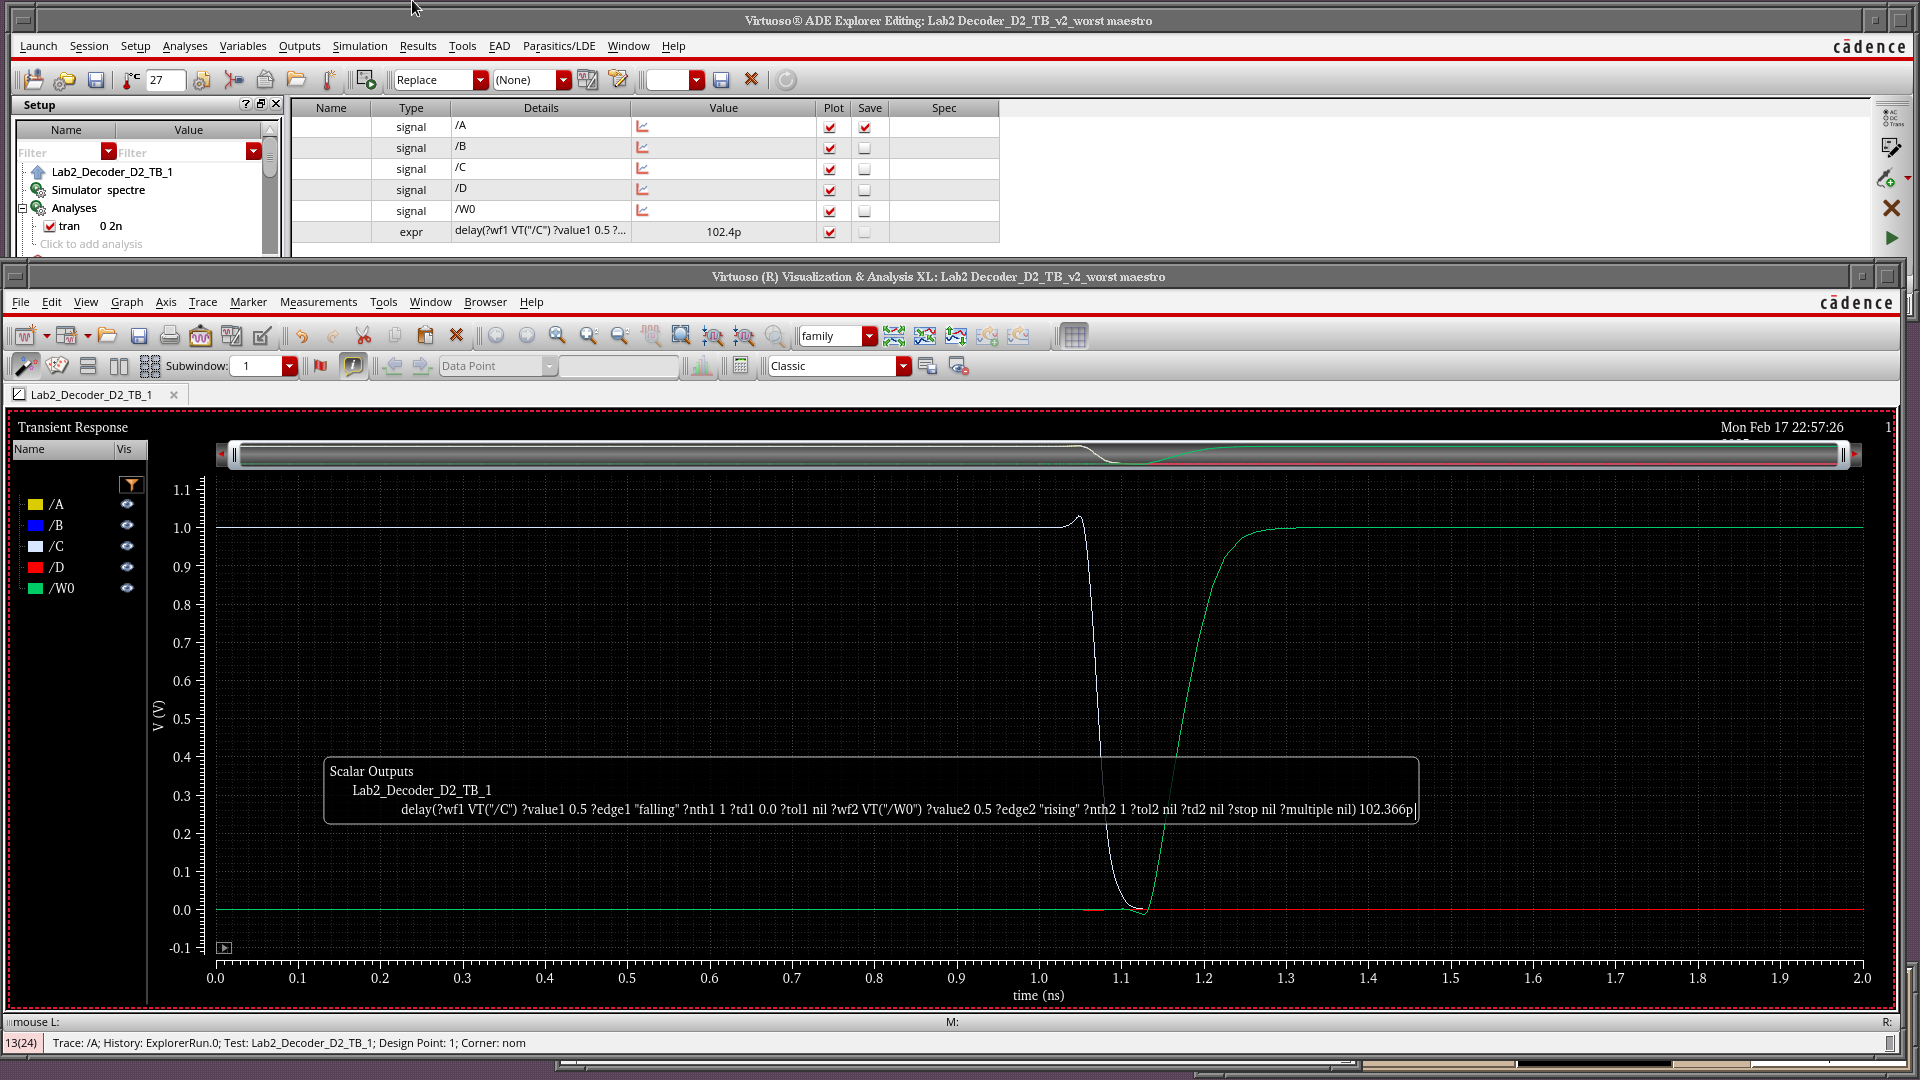 Virtuoso® ADE Explorer Editing: Lab2 Decoder_D2_TB_v2_worst maestro
Launch Session Setup Analyses Variables Outputs Simulation Results Tools EAD Parasitics/LDE Window Help
cādence
°C 27 Replace (None)
Setup
Name Value
Filter Filter
Lab2_Decoder_D2_TB_1
Simulator spectre
Analyses
tran 0 2n
Click to add analysis
Name Type Details Value Plot Save Spec
signal /A
signal /B
signal /C
signal /D
signal /W0
expr delay(?wf1 VT("/C") ?value1 0.5 ?... 102.4p
Virtuoso (R) Visualization & Analysis XL: Lab2 Decoder_D2_TB_v2_worst maestro
File Edit View Graph Axis Trace Marker Measurements Tools Window Browser Help
cādence
family
Subwindow: 1 Data Point Classic
Lab2_Decoder_D2_TB_1
Transient Response
Mon Feb 17 22:57:26 1
Name Vis
/A
/B
/C
/D
/W0
1.1
1.0
0.9
0.8
0.7
0.6
0.5
0.4
0.3
0.2
0.1
0.0
-0.1
V (V)
Scalar Outputs
Lab2_Decoder_D2_TB_1
delay(?wf1 VT("/C") ?value1 0.5 ?edge1 "falling" ?nth1 1 ?td1 0.0 ?tol1 nil ?wf2 VT("/W0") ?value2 0.5 ?edge2 "rising" ?nth2 1 ?tol2 nil ?td2 nil ?stop nil ?multiple nil) 102.366p
0.0 0.1 0.2 0.3 0.4 0.5 0.6 0.7 0.8 0.9 1.0 1.1 1.2 1.3 1.4 1.5 1.6 1.7 1.8 1.9 2.0
time (ns)
mouse L: M: R:
13(24) Trace: /A; History: ExplorerRun.0; Test: Lab2_Decoder_D2_TB_1; Design Point: 1; Corner: nom